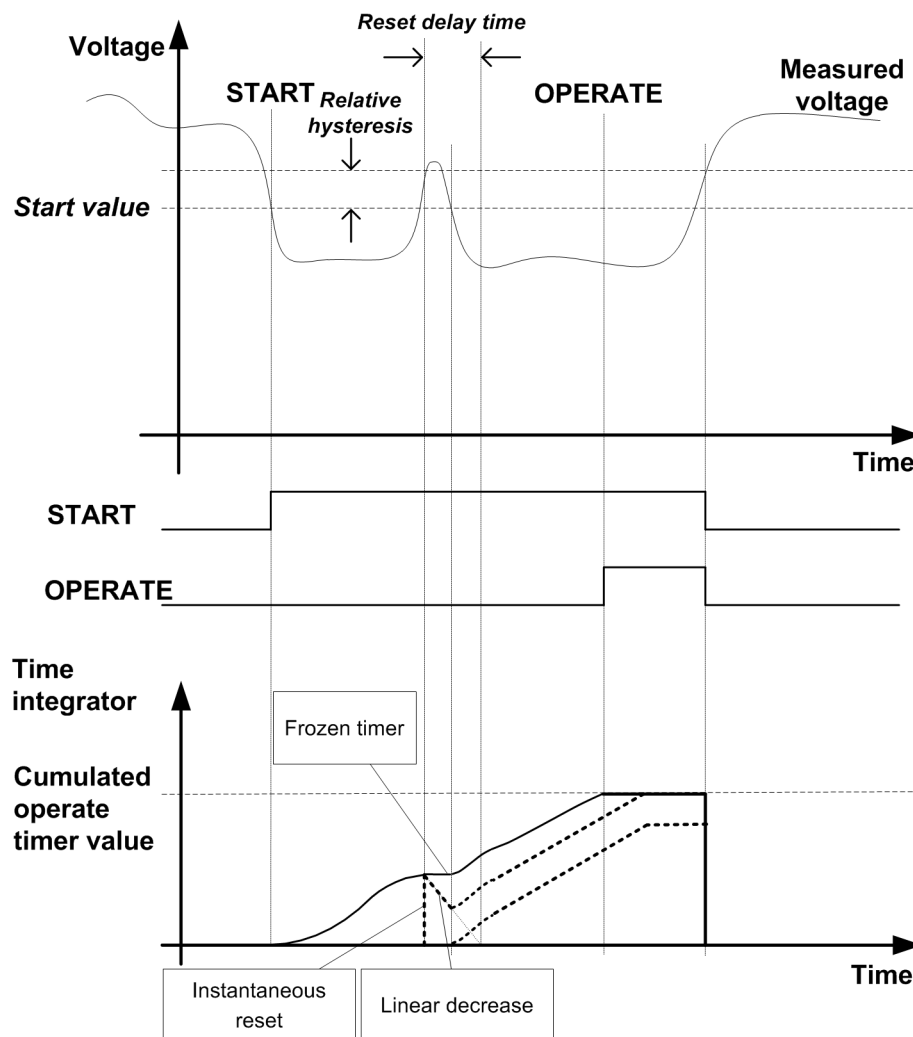 Reset delay time
Voltage
START
Relative
hysteresis
OPERATE
Measured
voltage
Start value
Time
START
OPERATE
Time
integrator
Frozen timer
Cumulated
operate
timer value
Time
Instantaneous
reset
Linear decrease